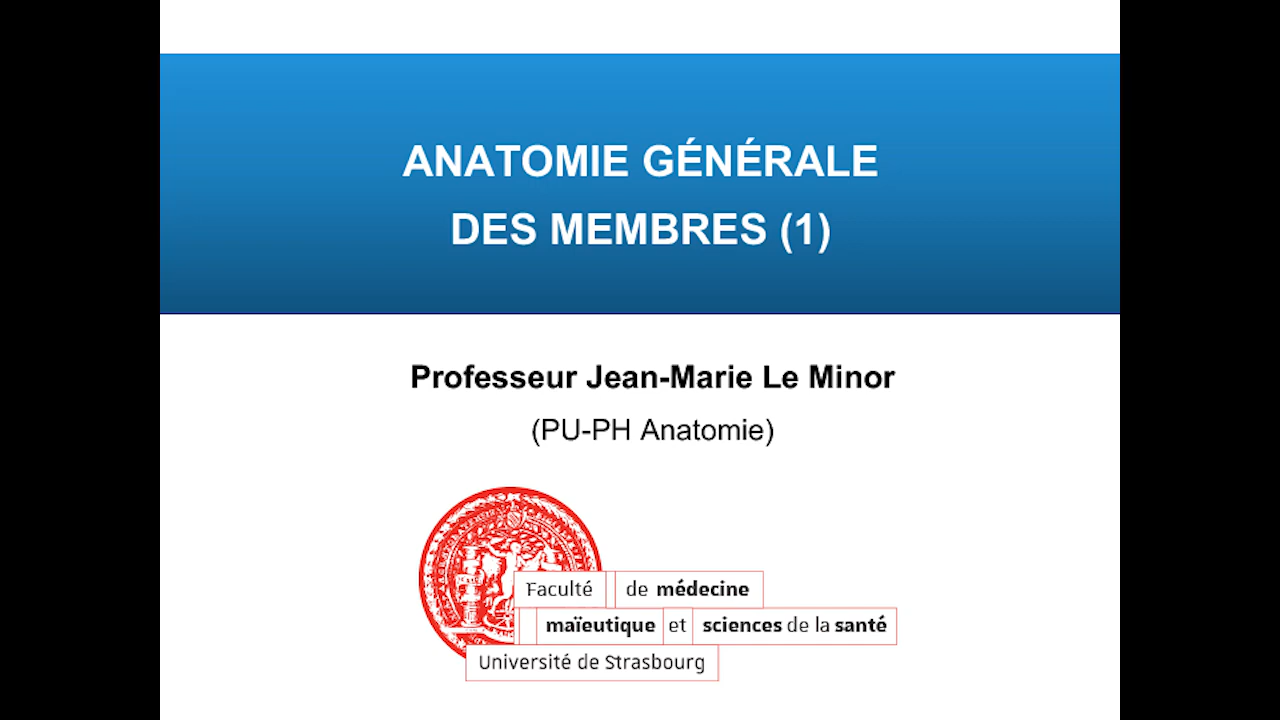 ANATOMIE GÉNÉRALE
DES MEMBRES (1)
Professeur Jean-Marie Le Minor
(PU-PH Anatomie)
Faculté de médecine
maïeutique et sciences de la santé
Université de Strasbourg